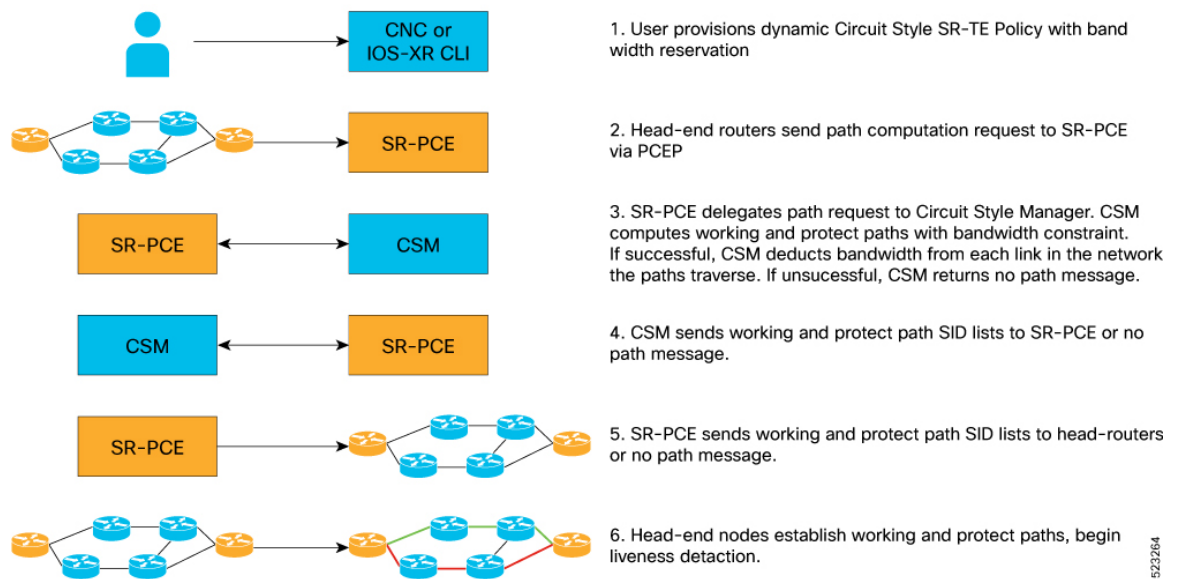 CNC or
IOS-XR CLI
1. User provisions dynamic Circuit Style SR-TE Policy with band
width reservation
SR-PCE
2. Head-end routers send path computation request to SR-PCE
via PCEP
SR-PCE
CSM
3. SR-PCE delegates path request to Circuit Style Manager. CSM
computes working and protect paths with bandwidth constraint.
If successful, CSM deducts bandwidth from each link in the network
the paths traverse. If unsucessful, CSM returns no path message.
CSM
SR-PCE
4. CSM sends working and protect path SID lists to SR-PCE or no
path message.
SR-PCE
5. SR-PCE sends working and protect path SID lists to head-routers
or no path message.
6. Head-end nodes establish working and protect paths, begin
liveness detaction.
523264